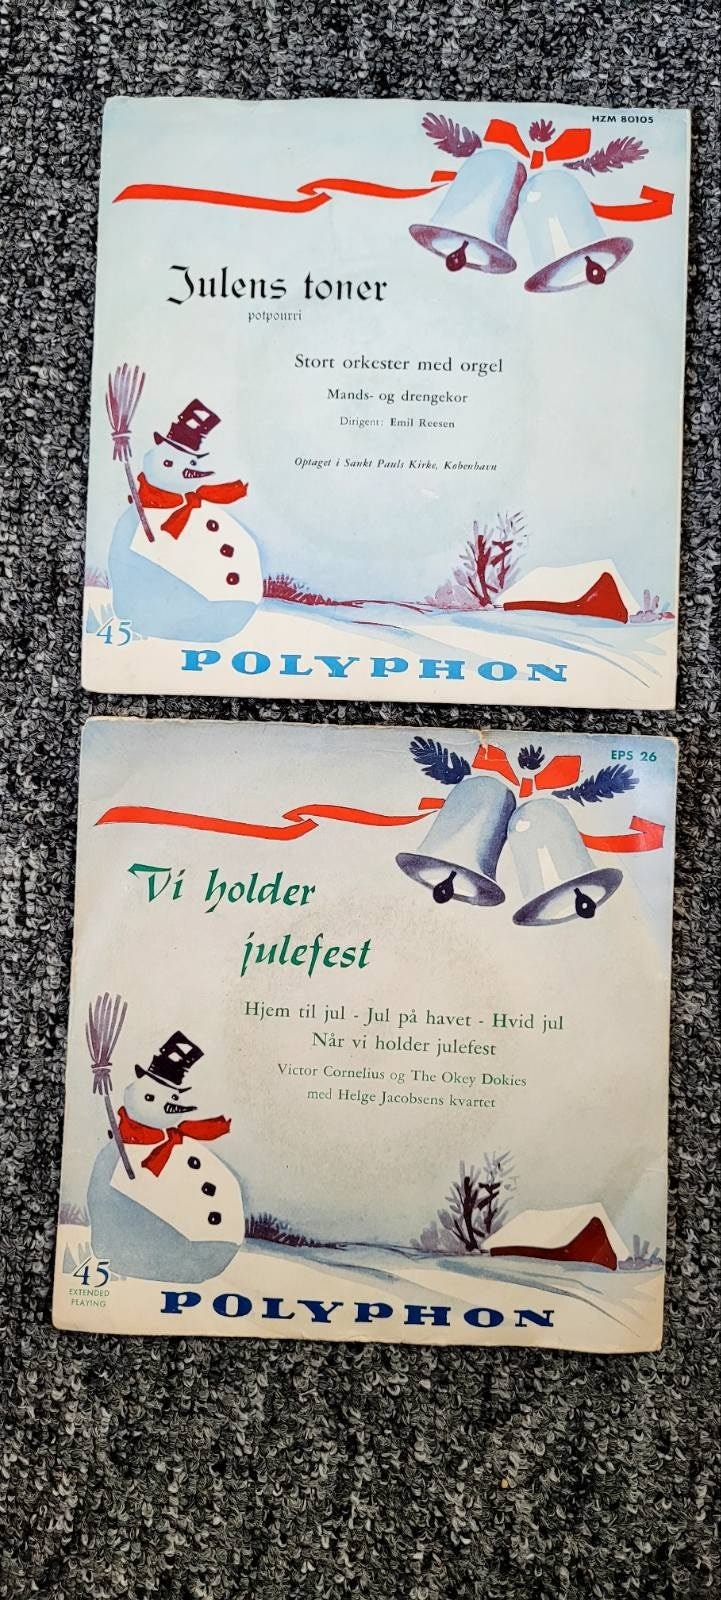 HZM 80105
Julens toner
potpourri
Stort orkester med orgel
Mands- og drengekor
Dirigent: Emil Reesen
Optaget i Sankt Pauls Kirke, København
45
POLYPHON
EPS 26
Vi holder
julefest
Hjem til jul - Jul på havet - Hvid jul
Når vi holder julefest
Victor Cornelius og The Okey Dokies
med Helge Jacobsens kvartet
45
EXTENDED
PLAYING
POLYPHON